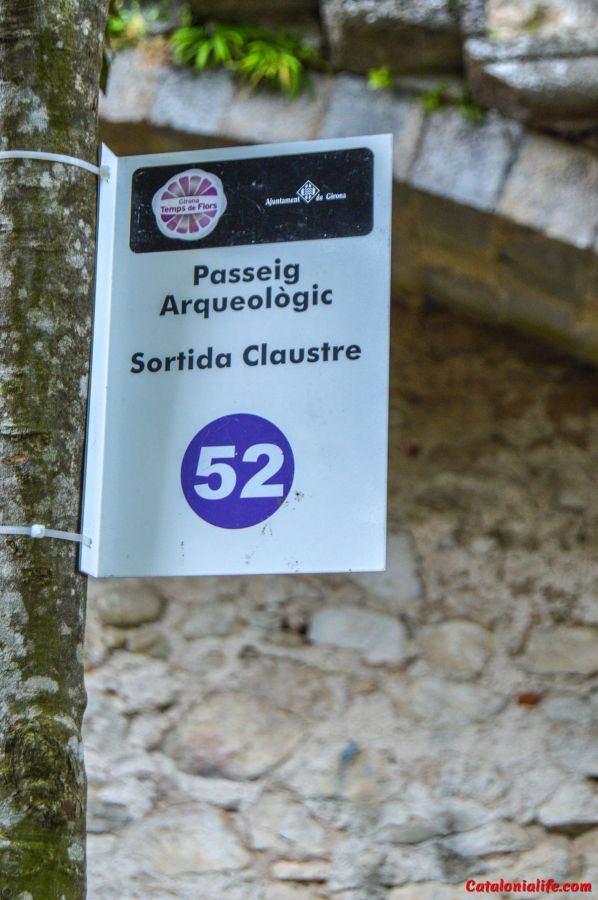 Girona
Temps de Flors
Ajuntament de Girona
Passeig
Arqueològic
Sortida Claustre
52
Catalonialife.com